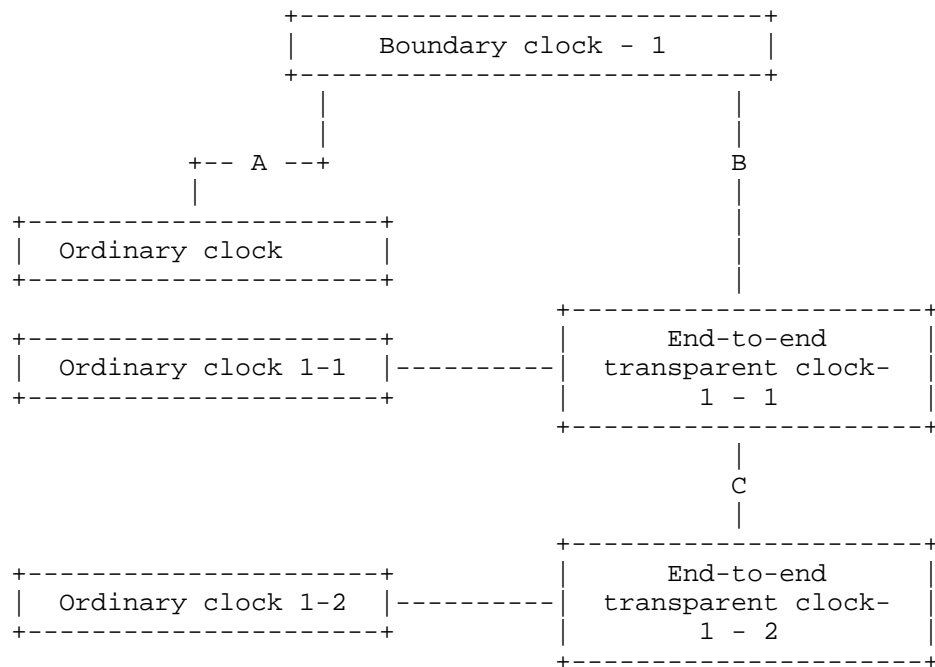 Boundary clock - 1
A
B
Ordinary clock
End-to-end
Ordinary clock 1-1
transparent clock-
1 - 1
C
End-to-end
Ordinary clock 1-2
transparent clock-
1 - 2